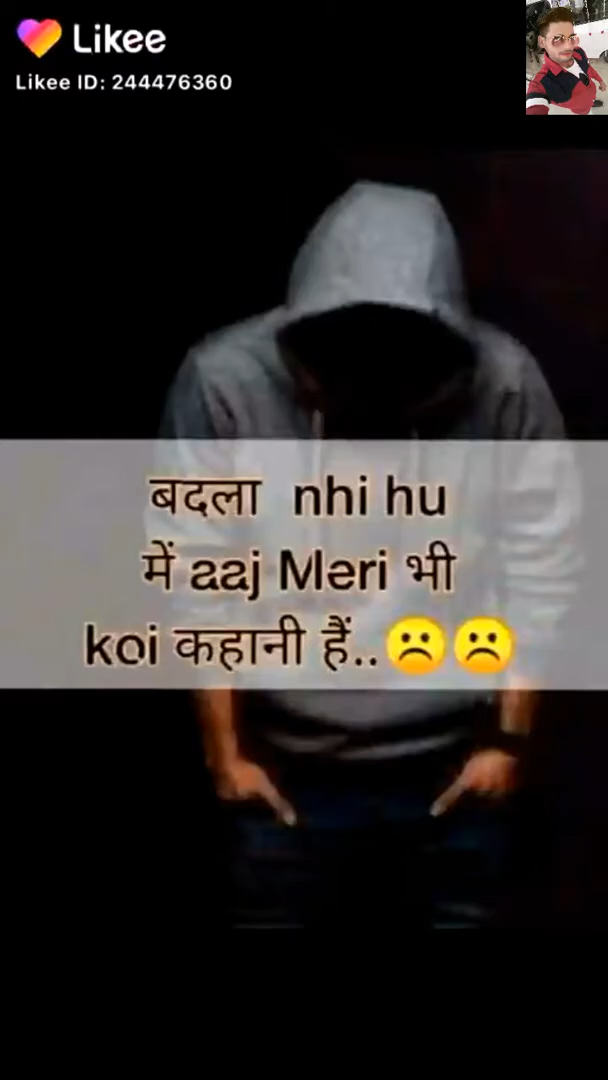 Likee
Likee ID: 244476360
बदला nhi hu
में aaj Meri भी
koi कहानी हैं..☹️☹️